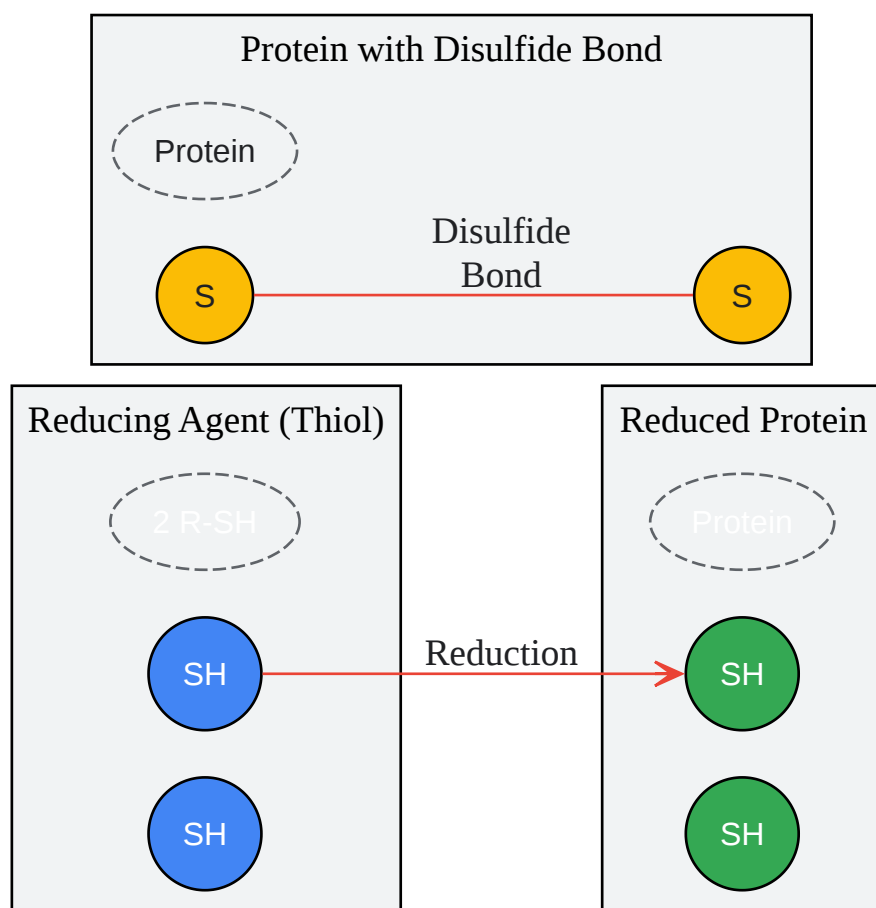 Protein with Disulfide Bond
Protein
Disulfide
Bond
S
S
Reducing Agent (Thiol)
2 R-SH
SH
SH
Reduction
Reduced Protein
Protein
SH
SH